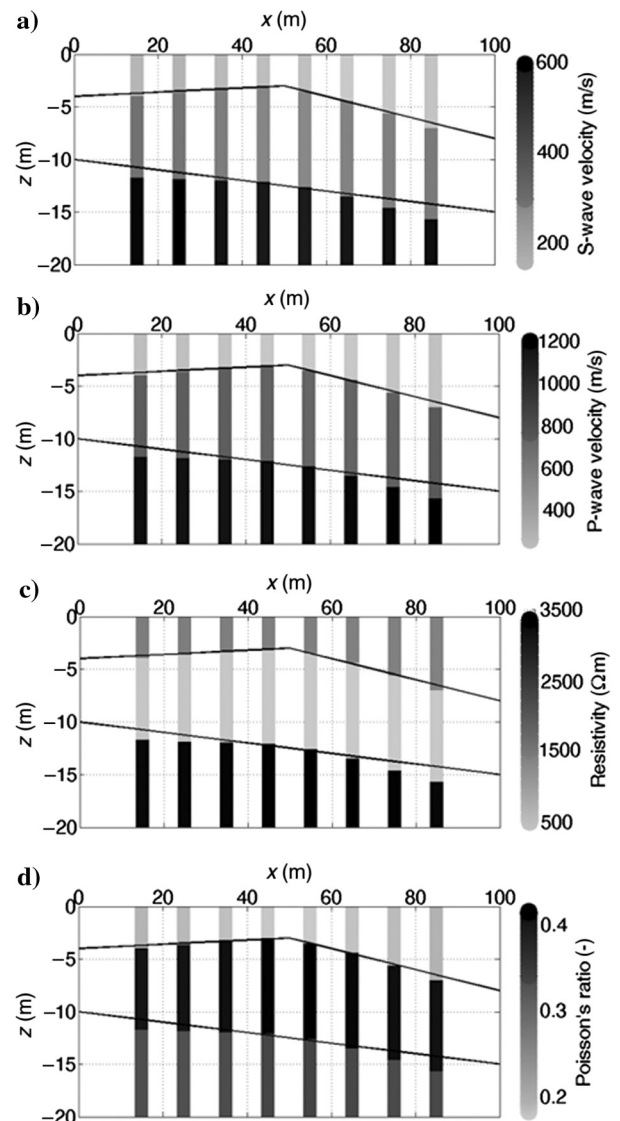 a)
x (m)
0 20 40 60 80 100
0
−5
−10
−15
−20
z (m)
600
400
200
S-wave velocity (m/s)
b)
x (m)
0 20 40 60 80 100
0
−5
−10
−15
−20
z (m)
1200
1000
800
600
400
P-wave velocity (m/s)
c)
x (m)
0 20 40 60 80 100
0
−5
−10
−15
−20
z (m)
3500
2500
1500
500
Resistivity (Ωm)
d)
x (m)
0 20 40 60 80 100
0
−5
−10
−15
−20
z (m)
0.4
0.3
0.2
Poisson's ratio (-)